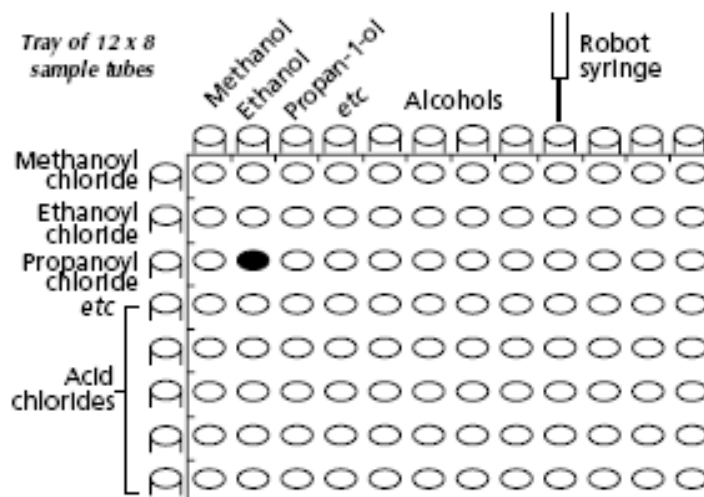 Tray of 12 x 8
sample tubes
Methanol
Ethanol
Propan-1-ol
etc
Alcohols
Robot
syringe
Methanoyl
chloride
Ethanoyl
chloride
Propanoyl
chloride
etc
Acid
chlorides